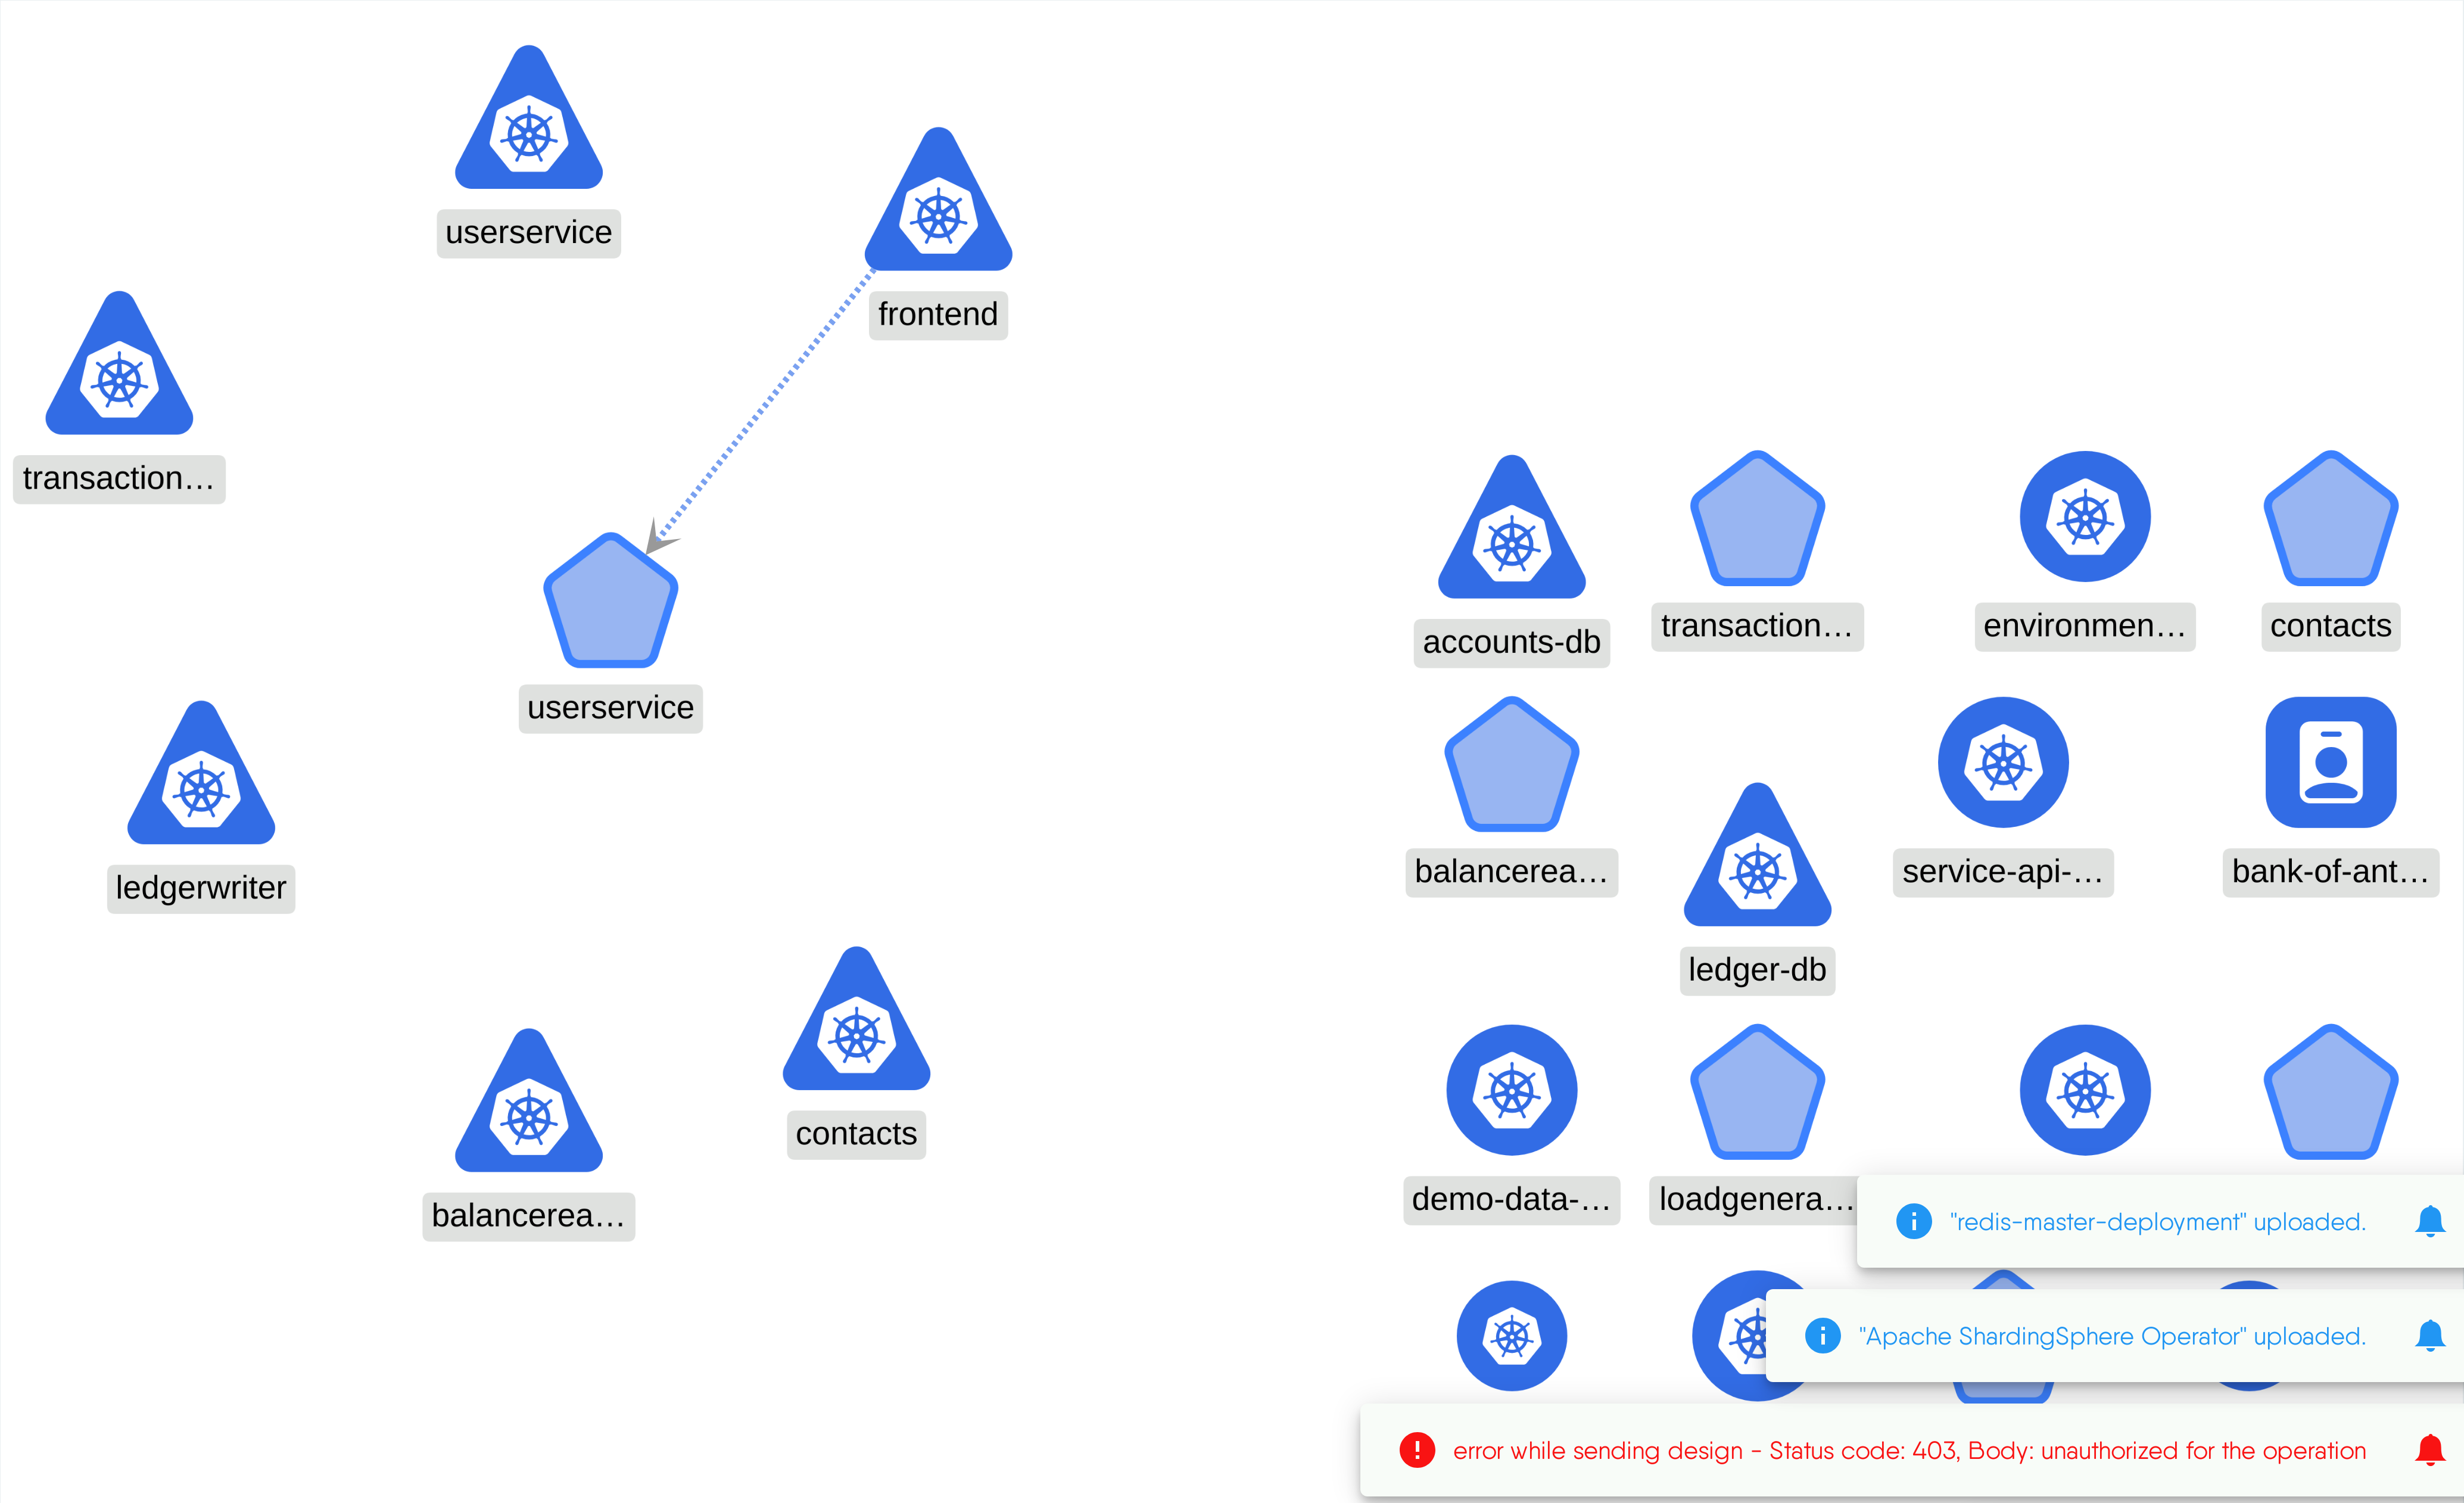 userservice
frontend
transaction…
userservice
ledgerwriter
contacts
balancerea…
accounts-db
transaction…
environmen…
contacts
balancerea…
service-api-…
bank-of-ant…
ledger-db
demo-data-…
loadgenera…
"redis-master-deployment" uploaded.
"Apache ShardingSphere Operator" uploaded.
error while sending design - Status code: 403, Body: unauthorized for the operation